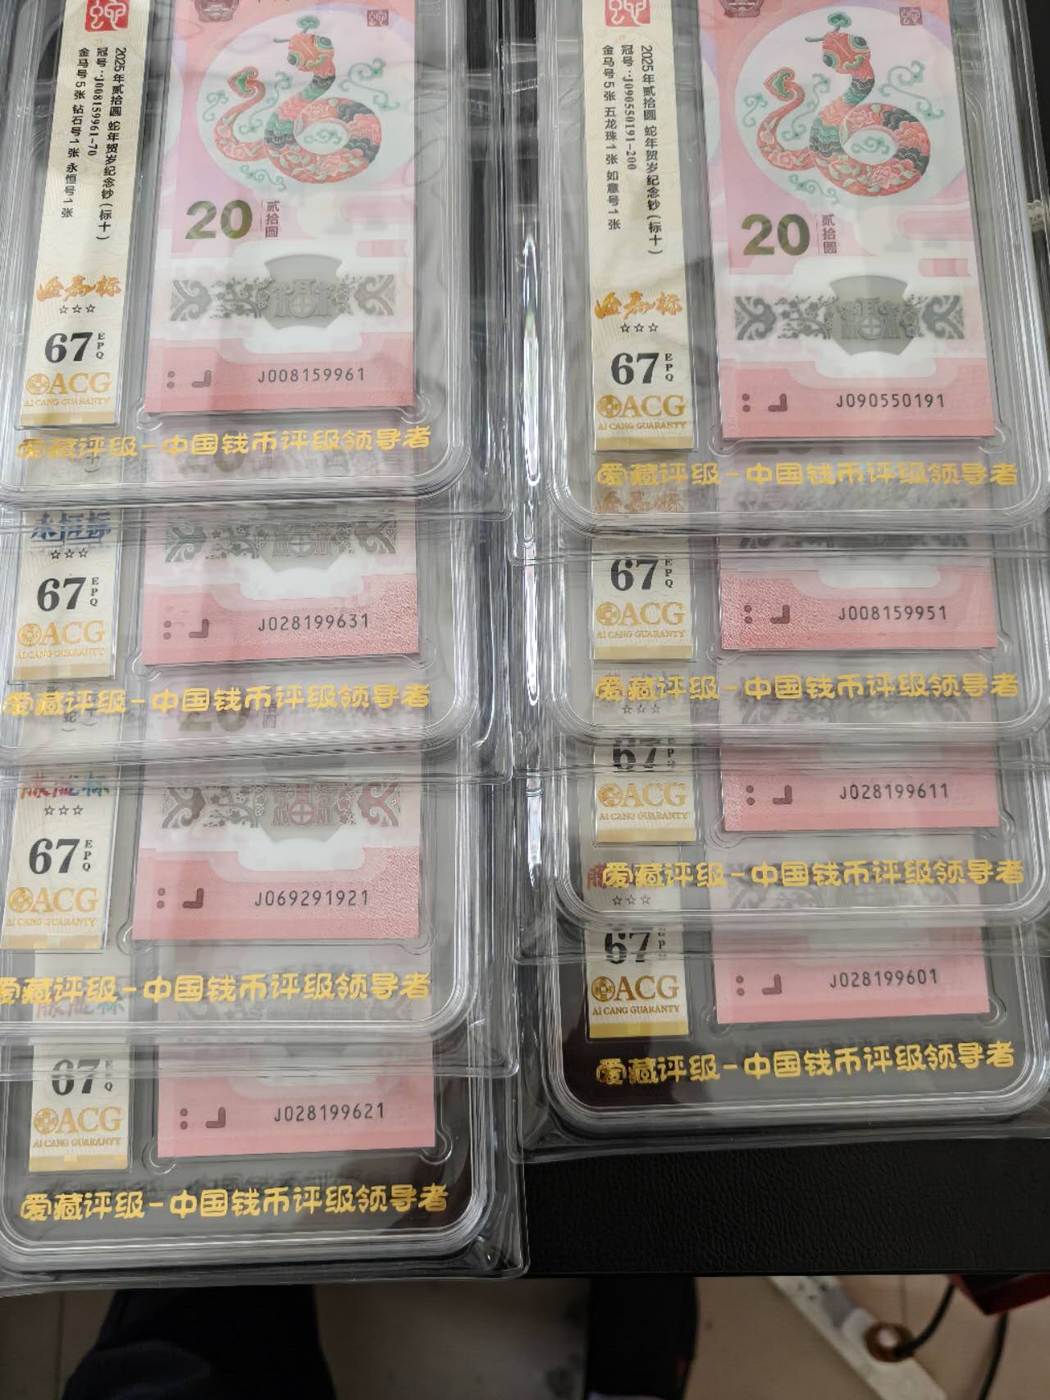 2025年贰拾圆 蛇年贺岁纪念钞(标十)
冠号:J008159961-70
金马号5张 钻石号1张 永恒号1张
☆☆☆
67 EPQ
ACG
AI CANG GUARANTY
20 贰拾圆
J008159961
爱藏评级-中国钱币评级领导者
☆☆☆
67 EPQ
ACG
AI CANG GUARANTY
J028199631
爱藏评级-中国钱币评级领导者
☆☆☆
67 EPQ
ACG
AI CANG GUARANTY
J069291921
爱藏评级-中国钱币评级领导者
67 EPQ
ACG
AI CANG GUARANTY
J028199621
爱藏评级-中国钱币评级领导者
2025年贰拾圆 蛇年贺岁纪念钞(标十)
冠号:J090550191-200
金马号5张 五龙珠1张 如意号1张
☆☆☆
67 EPQ
ACG
AI CANG GUARANTY
20 贰拾圆
J090550191
爱藏评级-中国钱币评级领导者
67 EPQ
ACG
AI CANG GUARANTY
J008159951
爱藏评级-中国钱币评级领导者
67 EPQ
ACG
AI CANG GUARANTY
J028199611
爱藏评级-中国钱币评级领导者
☆☆☆
67 EPQ
ACG
AI CANG GUARANTY
J028199601
爱藏评级-中国钱币评级领导者